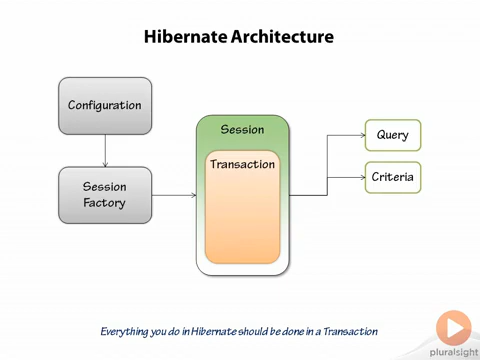 Hibernate Architecture
Configuration
Session
Factory
Session
Transaction
Query
Criteria
Everything you do in Hibernate should be done in a Transaction
pluralsight